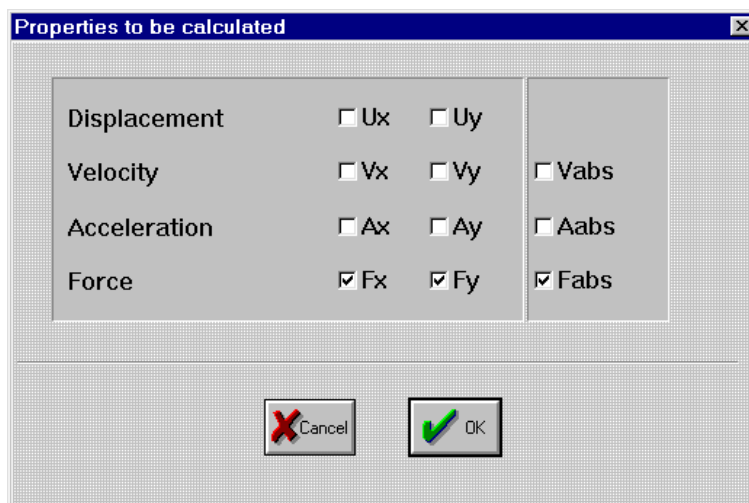 Properties to be calculated
Displacement Ux Uy
Velocity Vx Vy Vabs
Acceleration Ax Ay Aabs
Force Fx Fy Fabs
Cancel OK